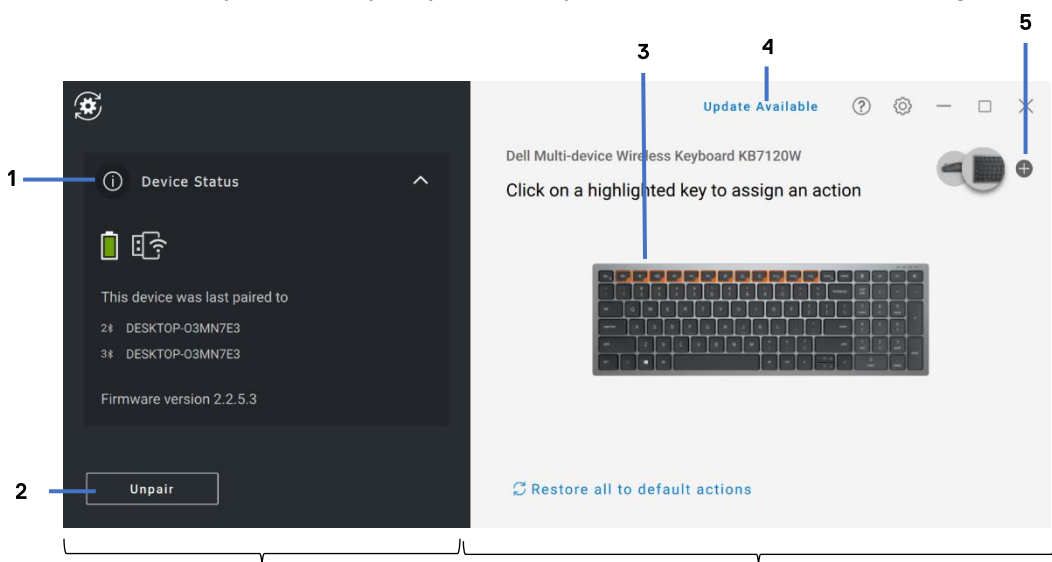 5
4
3
Update Available
Dell Multi-device Wireless Keyboard KB7120W
1
Device Status
Click on a highlighted key to assign an action
This device was last paired to
2 DESKTOP-O3MN7E3
3 DESKTOP-O3MN7E3
Firmware version 2.2.5.3
2
Unpair
Restore all to default actions